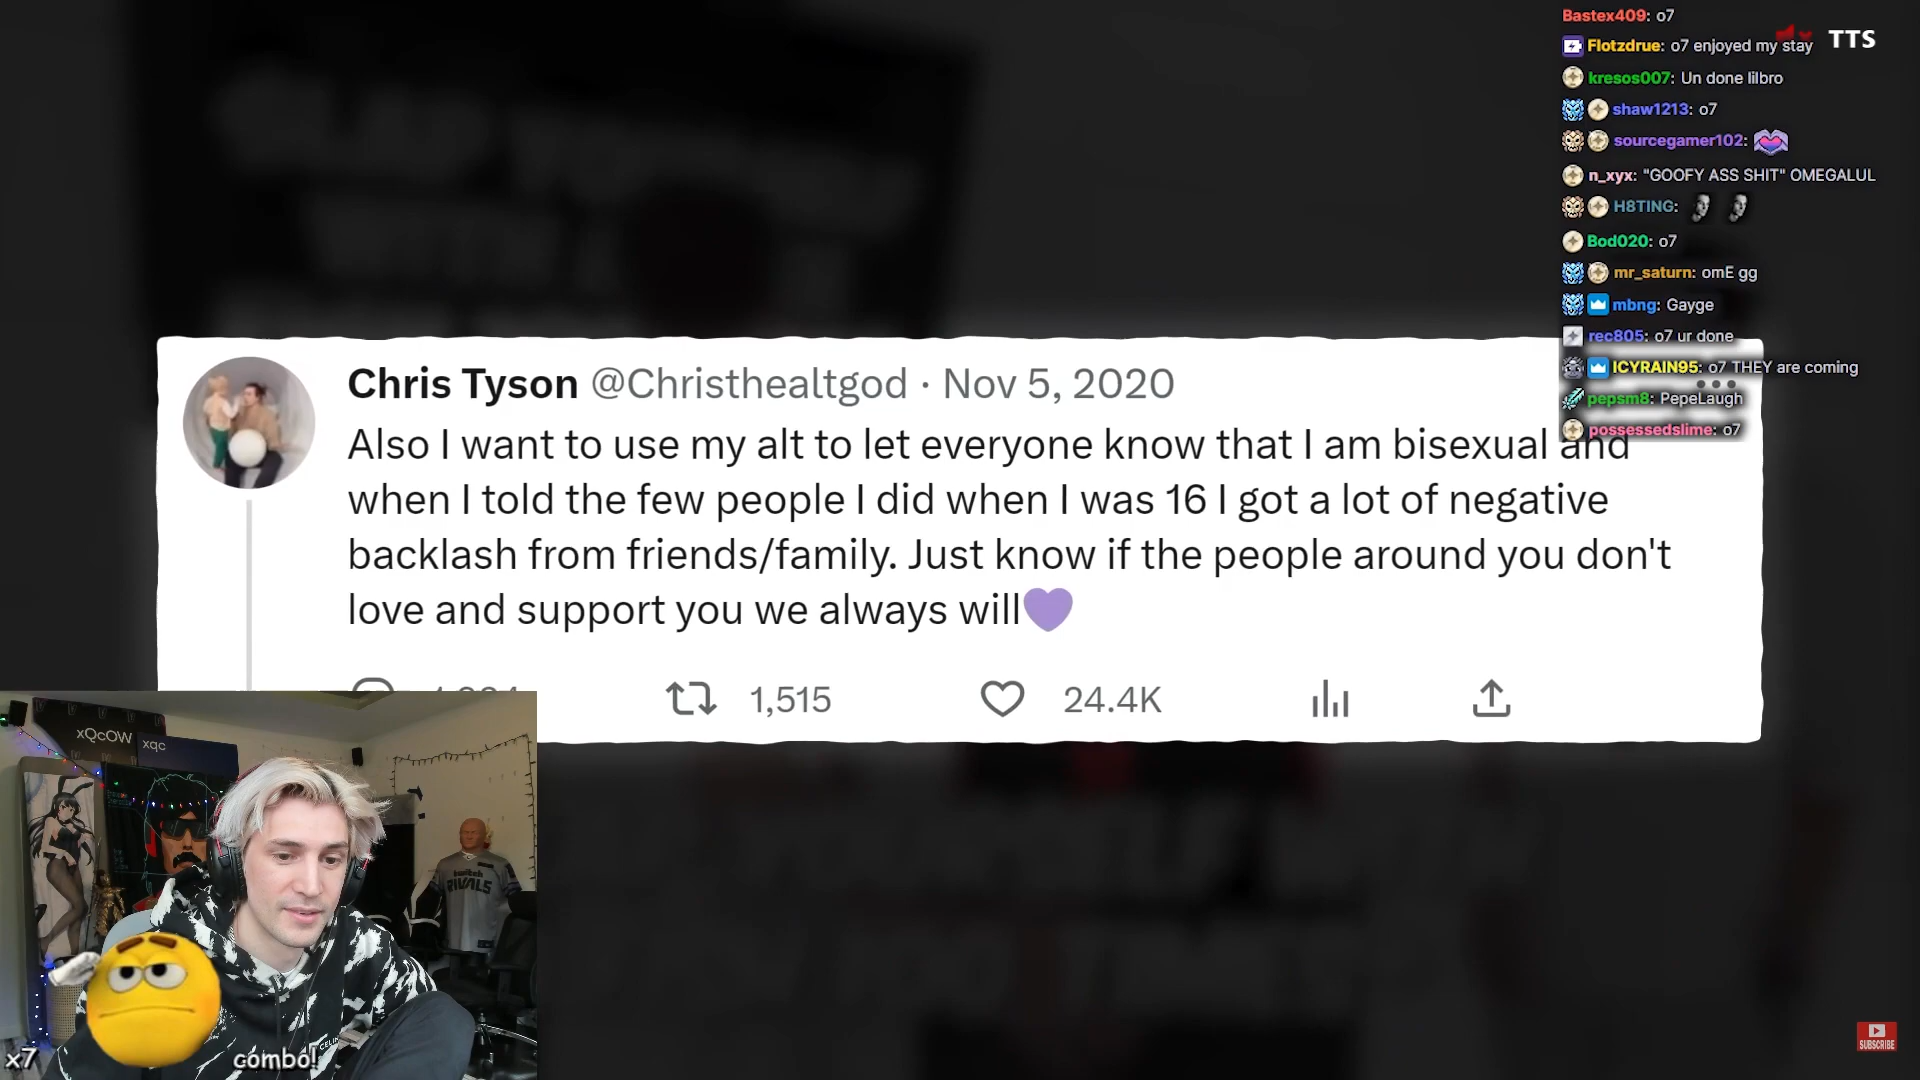 Bastex409: o7
Flotzdrue: o7 enjoyed my stay
TTS
kresos007: Un done lilbro
shaw1213: o7
sourcegamer102:
n_xyx: "GOOFY ASS SHIT" OMEGALUL
H8TING:
Bod020: o7
mr_saturn: omE gg
mbng: Gayge
rec805: o7 ur done
ICYRAIN95: o7 THEY are coming
pepsm8: PepeLaugh
possessedslime: o7
Chris Tyson @Christhealtgod · Nov 5, 2020
Also I want to use my alt to let everyone know that I am bisexual and
when I told the few people I did when I was 16 I got a lot of negative
backlash from friends/family. Just know if the people around you don't
love and support you we always will💜
1,515 24.4K
xQcOW
xqc
twitch
RIVALS
x7 combo!
SUBSCRIBE